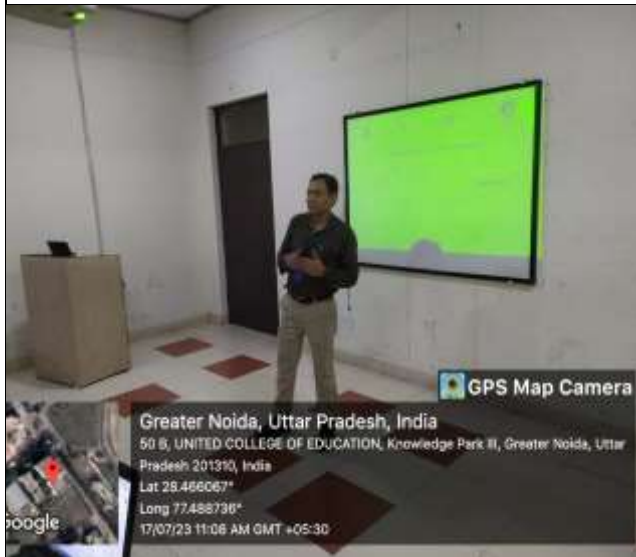 GPS Map Camera
Greater Noida, Uttar Pradesh, India
50 B, UNITED COLLEGE OF EDUCATION, Knowledge Park III, Greater Noida, Uttar
Pradesh 201310, India
Lat 28.466067°
Long 77.488736°
17/07/23 11:08 AM GMT +05:30
Google